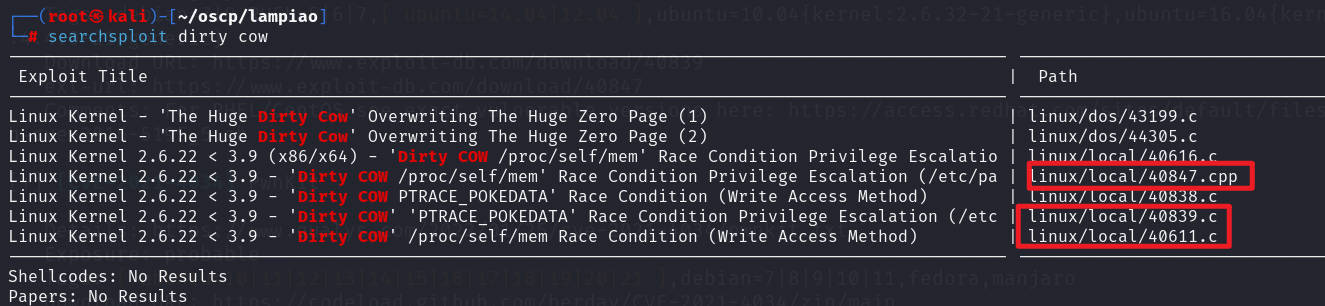 (root㉿kali)-[~/oscp/lampiao]
# searchsploit dirty cow
Exploit Title | Path
Linux Kernel - 'The Huge Dirty Cow' Overwriting The Huge Zero Page (1) | linux/dos/43199.c
Linux Kernel - 'The Huge Dirty Cow' Overwriting The Huge Zero Page (2) | linux/dos/44305.c
Linux Kernel 2.6.22 < 3.9 (x86/x64) - 'Dirty COW /proc/self/mem' Race Condition Privilege Escalatio | linux/local/40616.c
Linux Kernel 2.6.22 < 3.9 - 'Dirty COW /proc/self/mem' Race Condition Privilege Escalation (/etc/pa | linux/local/40847.cpp
Linux Kernel 2.6.22 < 3.9 - 'Dirty COW PTRACE_POKEDATA' Race Condition (Write Access Method) | linux/local/40838.c
Linux Kernel 2.6.22 < 3.9 - 'Dirty COW' 'PTRACE_POKEDATA' Race Condition Privilege Escalation (/etc | linux/local/40839.c
Linux Kernel 2.6.22 < 3.9 - 'Dirty COW' /proc/self/mem Race Condition (Write Access Method) | linux/local/40611.c
Shellcodes: No Results
Papers: No Results